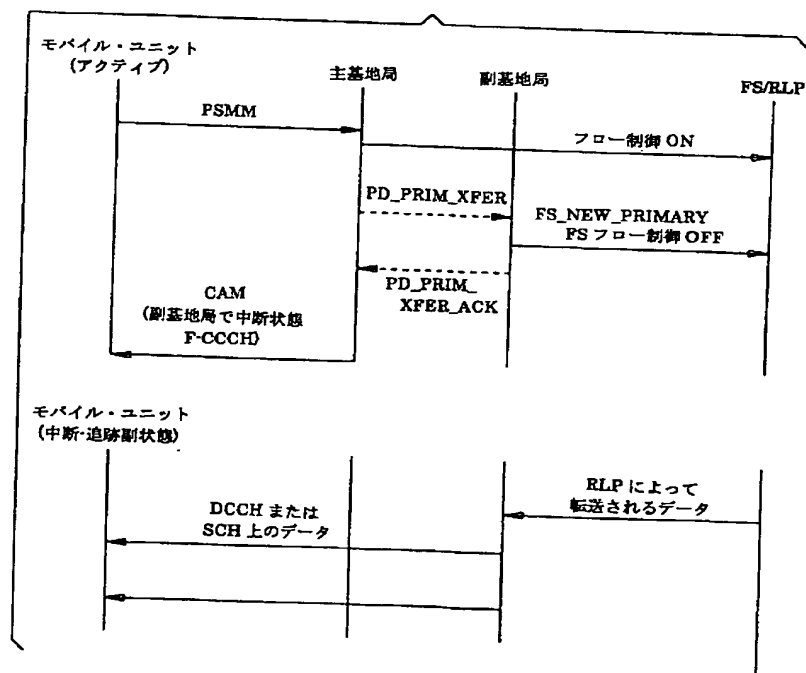 モバイル・ユニット
(アクティブ)
主基地局
副基地局
FS/RLP
PSMM
フロー制御 ON
PD_PRIM_XFER
FS_NEW_PRIMARY
FS フロー制御 OFF
PD_PRIM_
XFER_ACK
CAM
(副基地局で中断状態
F-CCCH)
モバイル・ユニット
(中断-追跡副状態)
RLP によって
転送されるデータ
DCCH または
SCH 上のデータ